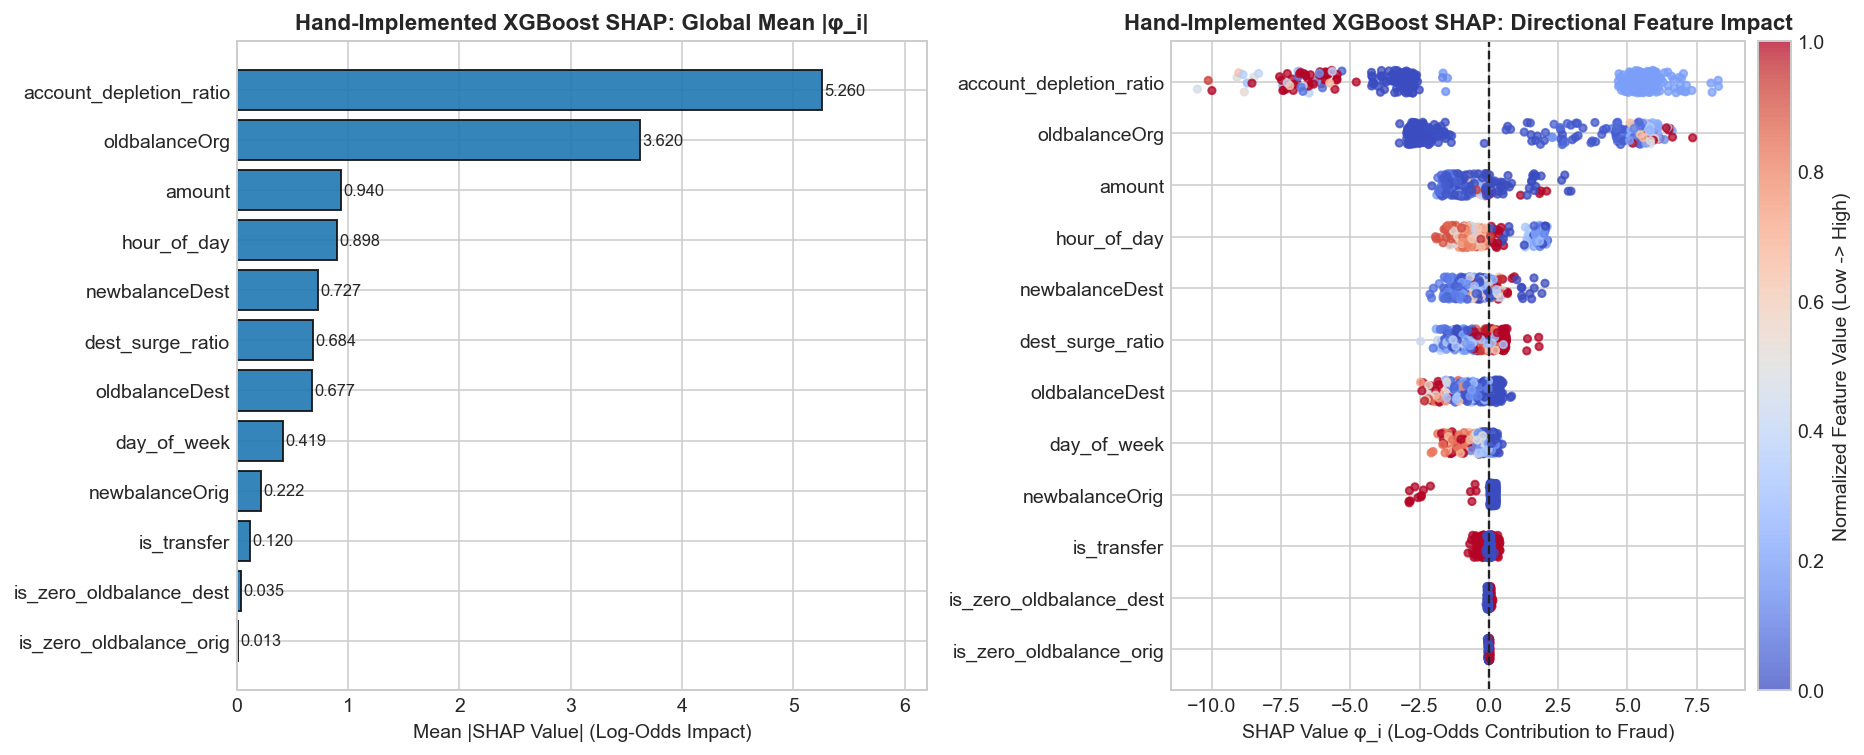 Hand-Implemented XGBoost SHAP: Global Mean |φ_i|
account_depletion_ratio
5.260
oldbalanceOrg
3.620
amount
0.940
hour_of_day
0.898
newbalanceDest
0.727
dest_surge_ratio
0.684
oldbalanceDest
0.677
day_of_week
0.419
newbalanceOrig
0.222
is_transfer
0.120
is_zero_oldbalance_dest
0.035
is_zero_oldbalance_orig
0.013
0 1 2 3 4 5 6
Mean |SHAP Value| (Log-Odds Impact)
Hand-Implemented XGBoost SHAP: Directional Feature Impact
account_depletion_ratio
oldbalanceOrg
amount
hour_of_day
newbalanceDest
dest_surge_ratio
oldbalanceDest
day_of_week
newbalanceOrig
is_transfer
is_zero_oldbalance_dest
is_zero_oldbalance_orig
−10.0 −7.5 −5.0 −2.5 0.0 2.5 5.0 7.5
SHAP Value φ_i (Log-Odds Contribution to Fraud)
1.0
0.8
0.6
0.4
0.2
0.0
Normalized Feature Value (Low -> High)